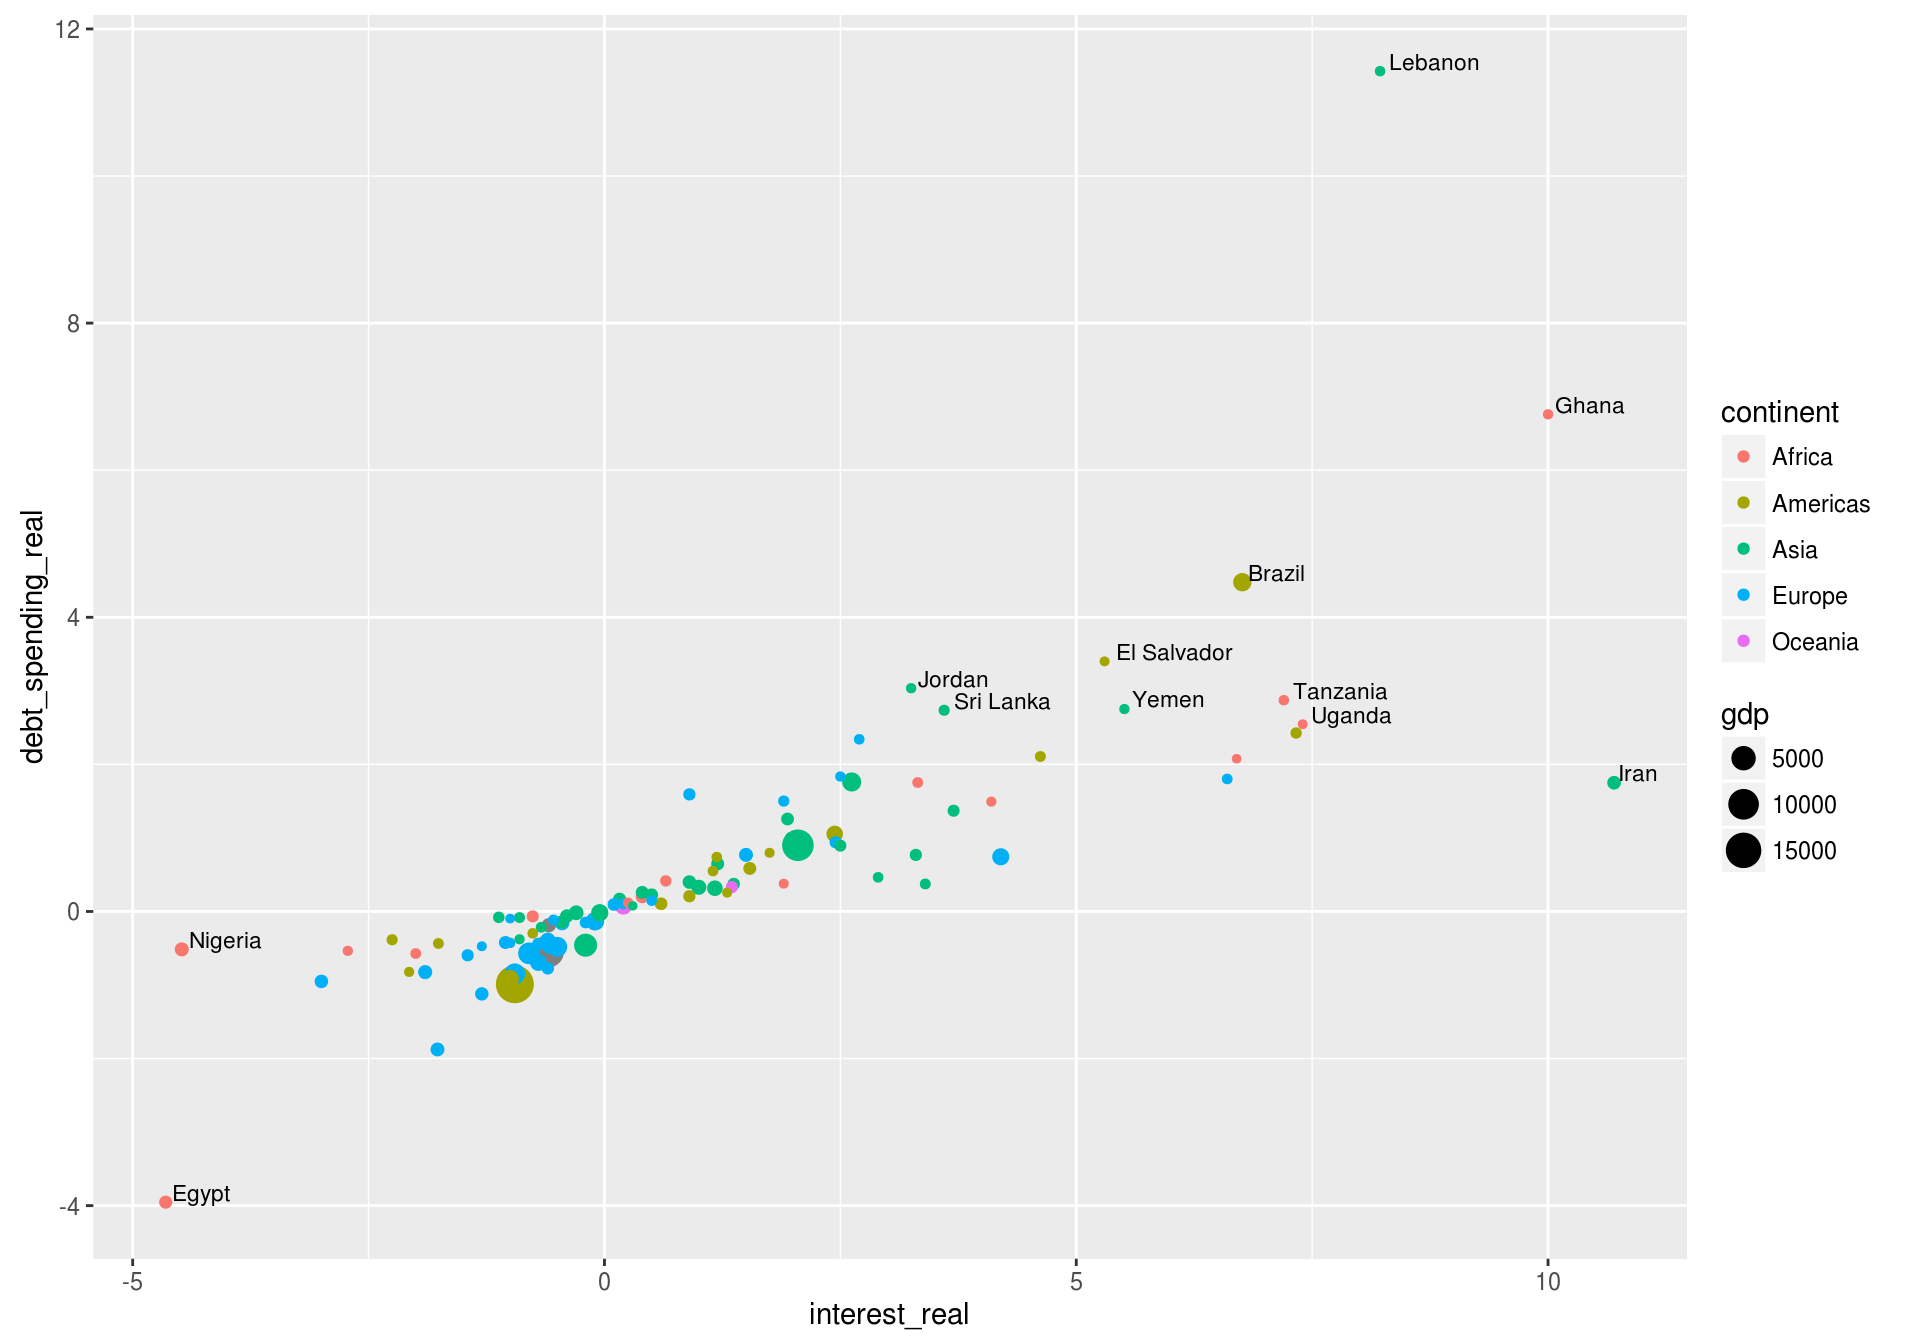 12
Lebanon
8
Ghana
Brazil
4
El Salvador
Jordan
Sri Lanka
Yemen
Tanzania
Uganda
Iran
0
Nigeria
-4
Egypt
-5
0
5
10
interest_real
debt_spending_real
continent
Africa
Americas
Asia
Europe
Oceania
gdp
5000
10000
15000